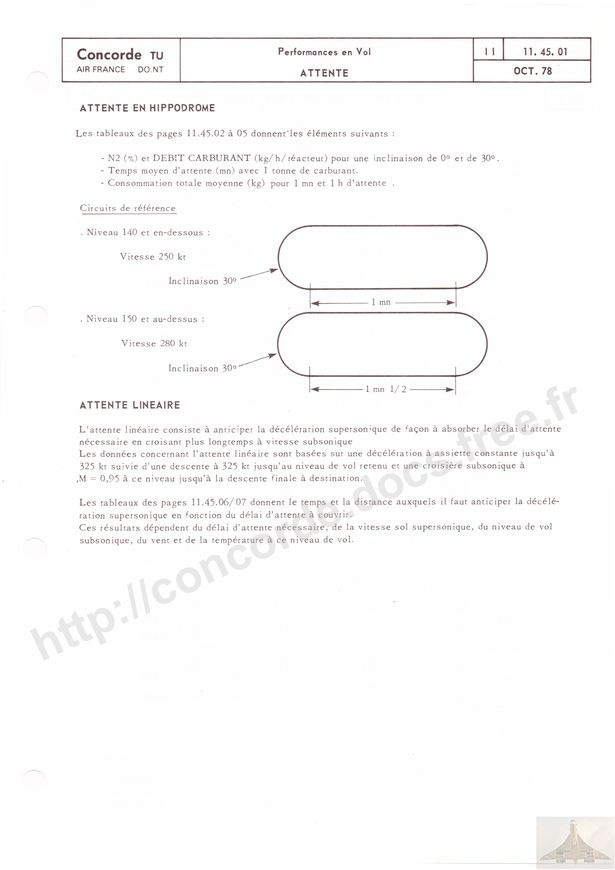 Concorde TU
AIR FRANCE DO.NT
Performances en Vol
ATTENTE
11 11. 45. 01
OCT. 78
ATTENTE EN HIPPODROME
Les tableaux des pages 11.45.02 à 05 donnent les éléments suivants :
- N2 (%) et DEBIT CARBURANT (kg/h/réacteur) pour une inclinaison de 0º et de 30º.
- Temps moyen d'attente (mn) avec 1 tonne de carburant.
- Consommation totale moyenne (kg) pour 1 mn et 1 h d'attente .
Circuits de référence
. Niveau 140 et en-dessous :
Vitesse 250 kt
Inclinaison 30º
1 mn
. Niveau 150 et au-dessus :
Vitesse 280 kt
Inclinaison 30º
1 mn 1/2
ATTENTE LINEAIRE
L'attente linéaire consiste à anticiper la décélération supersonique de façon à absorber le délai d'attente
nécessaire en croisant plus longtemps à vitesse subsonique
Les données concernant l'attente linéaire sont basées sur une décélération à assiette constante jusqu'à
325 kt suivie d'une descente à 325 kt jusqu'au niveau de vol retenu et une croisière subsonique à
M = 0,95 à ce niveau jusqu'à la descente finale à destination.
Les tableaux des pages 11.45.06/07 donnent le temps et la distance auxquels il faut anticiper la décélé-
ration supersonique en fonction du délai d'attente à couvrir.
Ces résultats dépendent du délai d'attente nécessaire, de la vitesse sol supersonique, du niveau de vol
subsonique, du vent et de la température à ce niveau de vol.
http://concorde.docs.free.fr